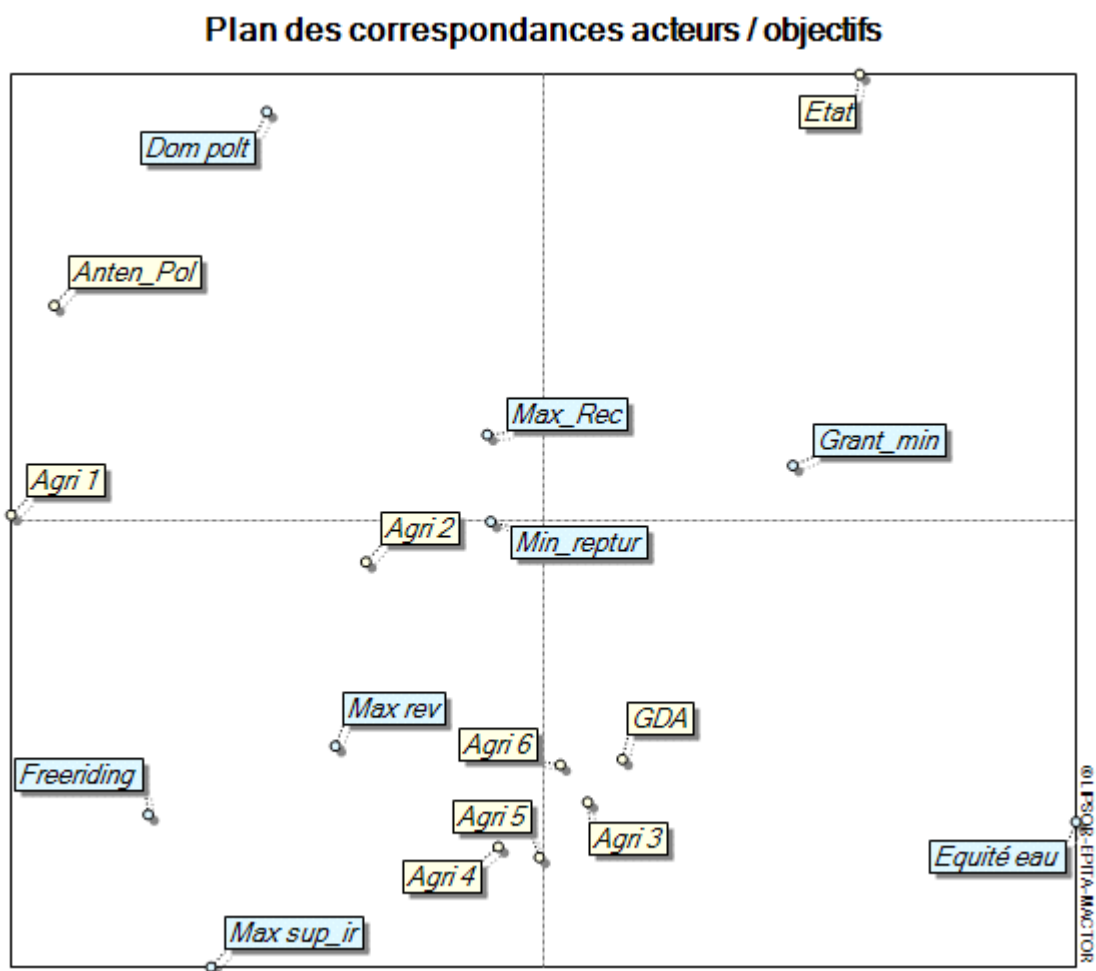 Plan des correspondances acteurs / objectifs
Etat
Dom polt
Anten_Pol
Max_Rec
Grant_min
Agri 1
Agri 2
Min_reptur
Max rev
GDA
Agri 6
Freeriding
Agri 5
Agri 3
Equité eau
Agri 4
Max sup_ir
© LIPSOR-EPITA-MACTOR